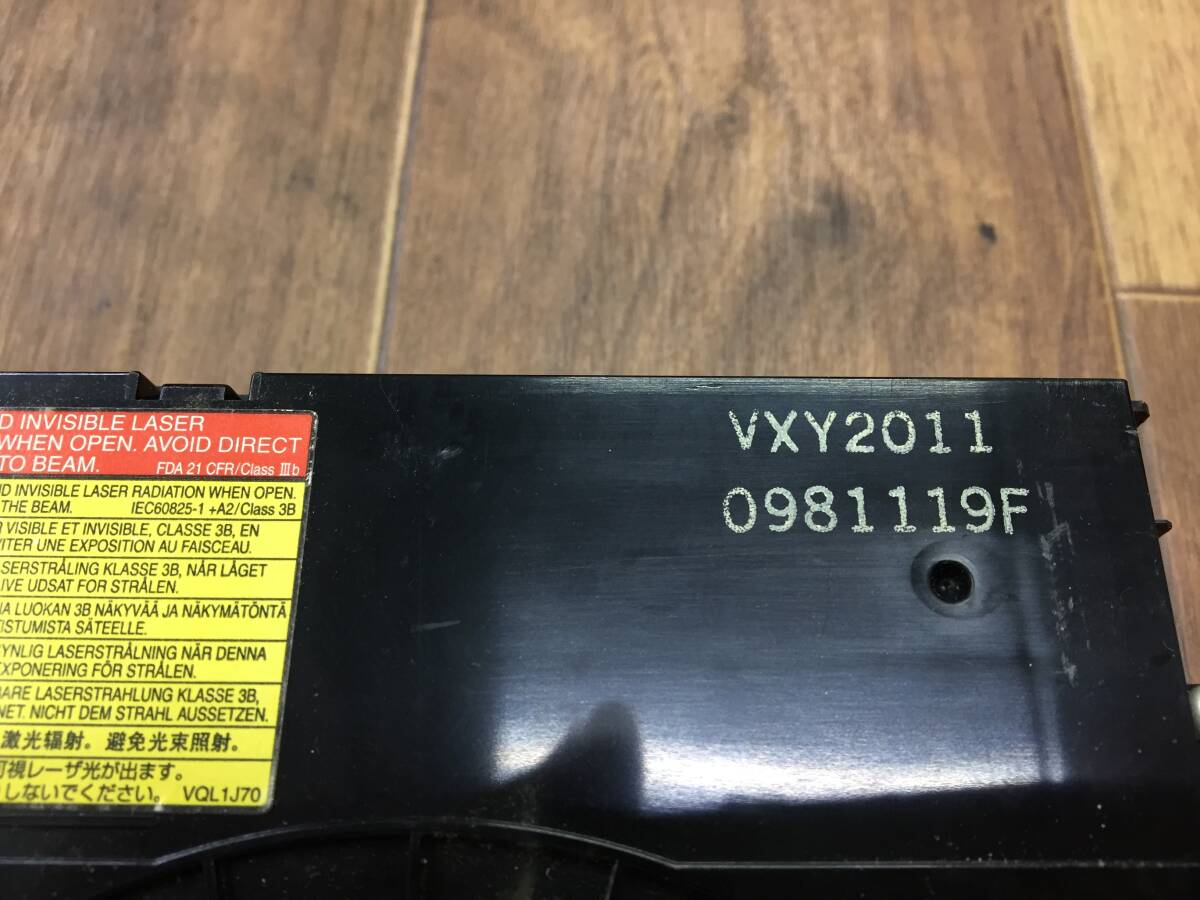 D INVISIBLE LASER
WHEN OPEN. AVOID DIRECT
TO BEAM. FDA 21 CFR/Class Ⅲb
D INVISIBLE LASER RADIATION WHEN OPEN.
THE BEAM. IEC60825-1 +A2/Class 3B
R VISIBLE ET INVISIBLE, CLASSE 3B, EN
VITER UNE EXPOSITION AU FAISCEAU.
ASERSTRÅLING KLASSE 3B, NÅR LÅGET
LIVE UDSAT FOR STRÅLEN.
NA LUOKAN 3B NÄKYVÄÄ JA NÄKYMÄTÖNTÄ
TISTUMISTA SÄTEELLE.
SYNLIG LASERSTRÅLNING NÄR DENNA
EXPONERING FÖR STRÅLEN.
BARE LASERSTRAHLUNG KLASSE 3B,
NET. NICHT DEM STRAHL AUSSETZEN.
激光辐射。避免光束照射。
可視レーザ光が出ます。
しないでください。 VQL1J70
VXY2011
0981119F